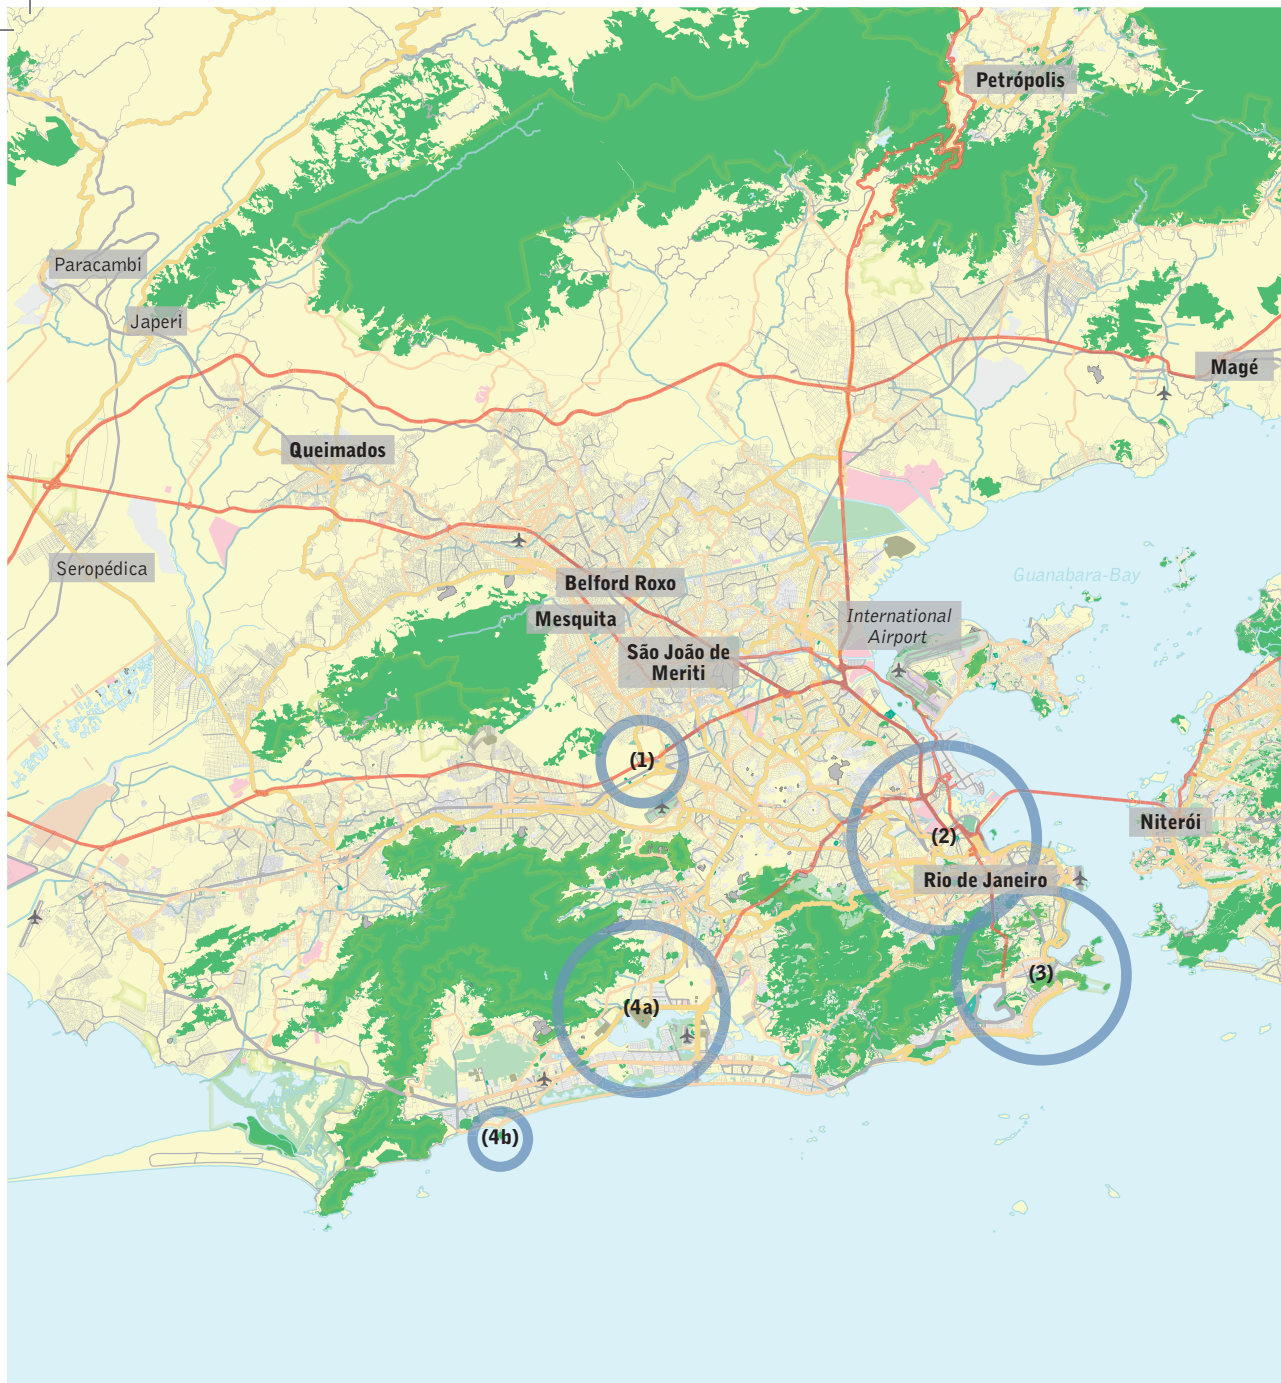 Petrópolis
Paracambi
Japeri
Magé
Queimados
Seropédica
Guanabara-Bay
Belford Roxo
Mesquita
International
Airport
São João de
Meriti
(1)
Niterói
(2)
Rio de Janeiro
(3)
(4a)
(4b)